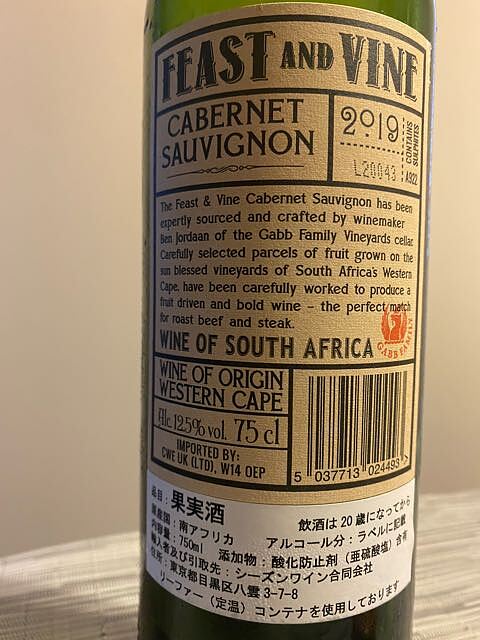 FEAST AND VINE
CABERNET
SAUVIGNON
2019
CONTAINS
SULPHITES
L20043
A922
The Feast & Vine Cabernet Sauvignon has been
expertly sourced and crafted by winemaker
Ben Jordaan of the Gabb Family Vineyards cellar.
Carefully selected parcels of fruit grown on the
sun blessed vineyards of South Africa's Western
Cape, have been carefully worked to produce a
fruit driven and bold wine – the perfect match
for roast beef and steak.
GABB FAMILY
WINE OF SOUTH AFRICA
WINE OF ORIGIN
WESTERN CAPE
Alc. 12.5% vol. 75 cl
IMPORTED BY:
CWE UK (LTD), W14 0EP
5 037713 024493 >
品目:果実酒 飲酒は20歳になってから
原産国:南アフリカ アルコール分:ラベルに記載
内容量:750ml 添加物:酸化防止剤(亜硫酸塩)含有
輸入者及び引取先:シーズンワイン合同会社
住所:東京都目黒区八雲3-7-8
リーファー(定温)コンテナを使用しております